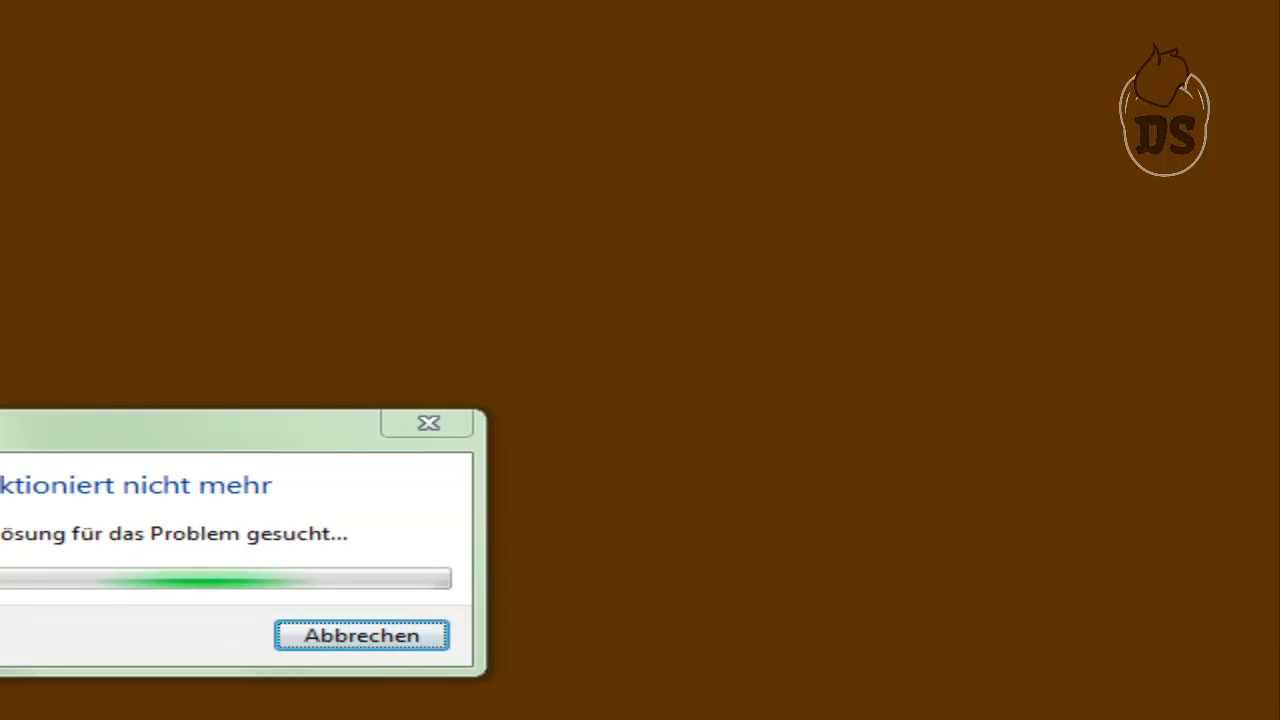 DS
ktioniert nicht mehr
ösung für das Problem gesucht...
Abbrechen